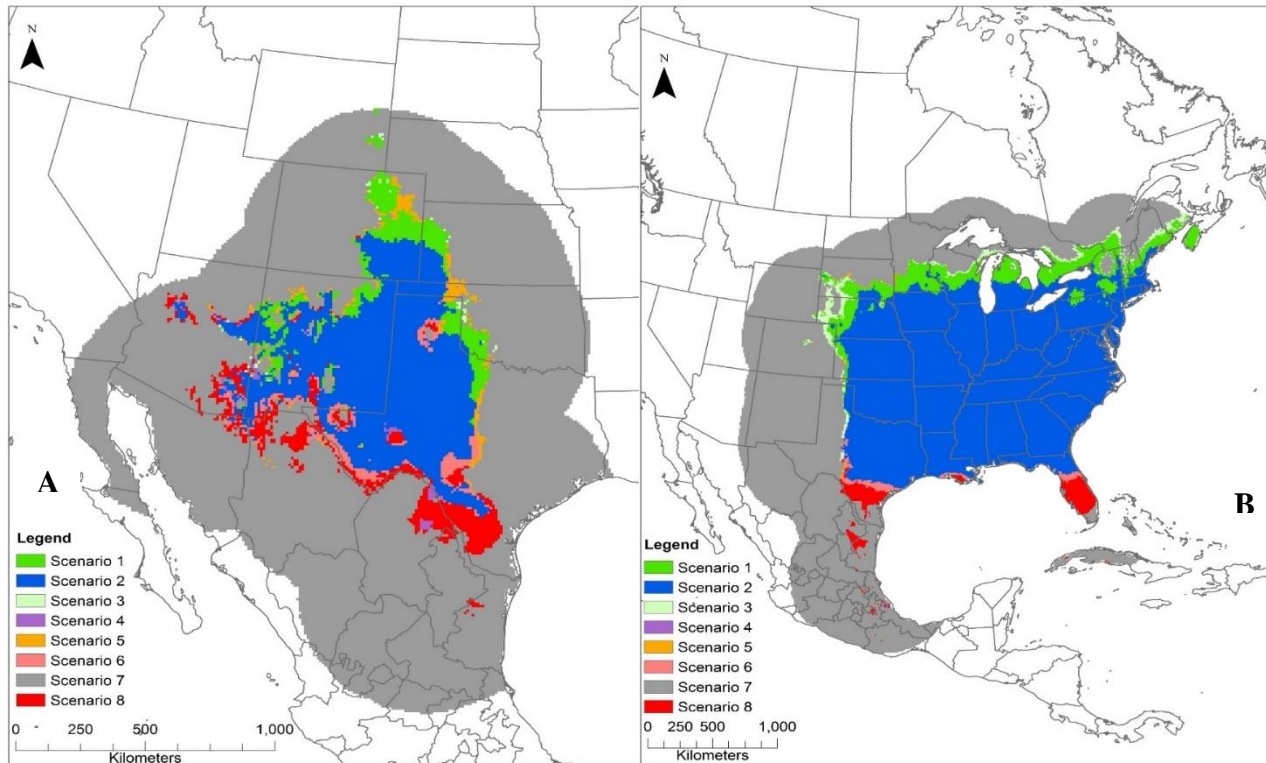 N
A
Legend
Scenario 1
Scenario 2
Scenario 3
Scenario 4
Scenario 5
Scenario 6
Scenario 7
Scenario 8
0 250 500 1,000
Kilometers
N
B
Legend
Scenario 1
Scenario 2
Scenario 3
Scenario 4
Scenario 5
Scenario 6
Scenario 7
Scenario 8
0 250 500 1,000
Kilometers